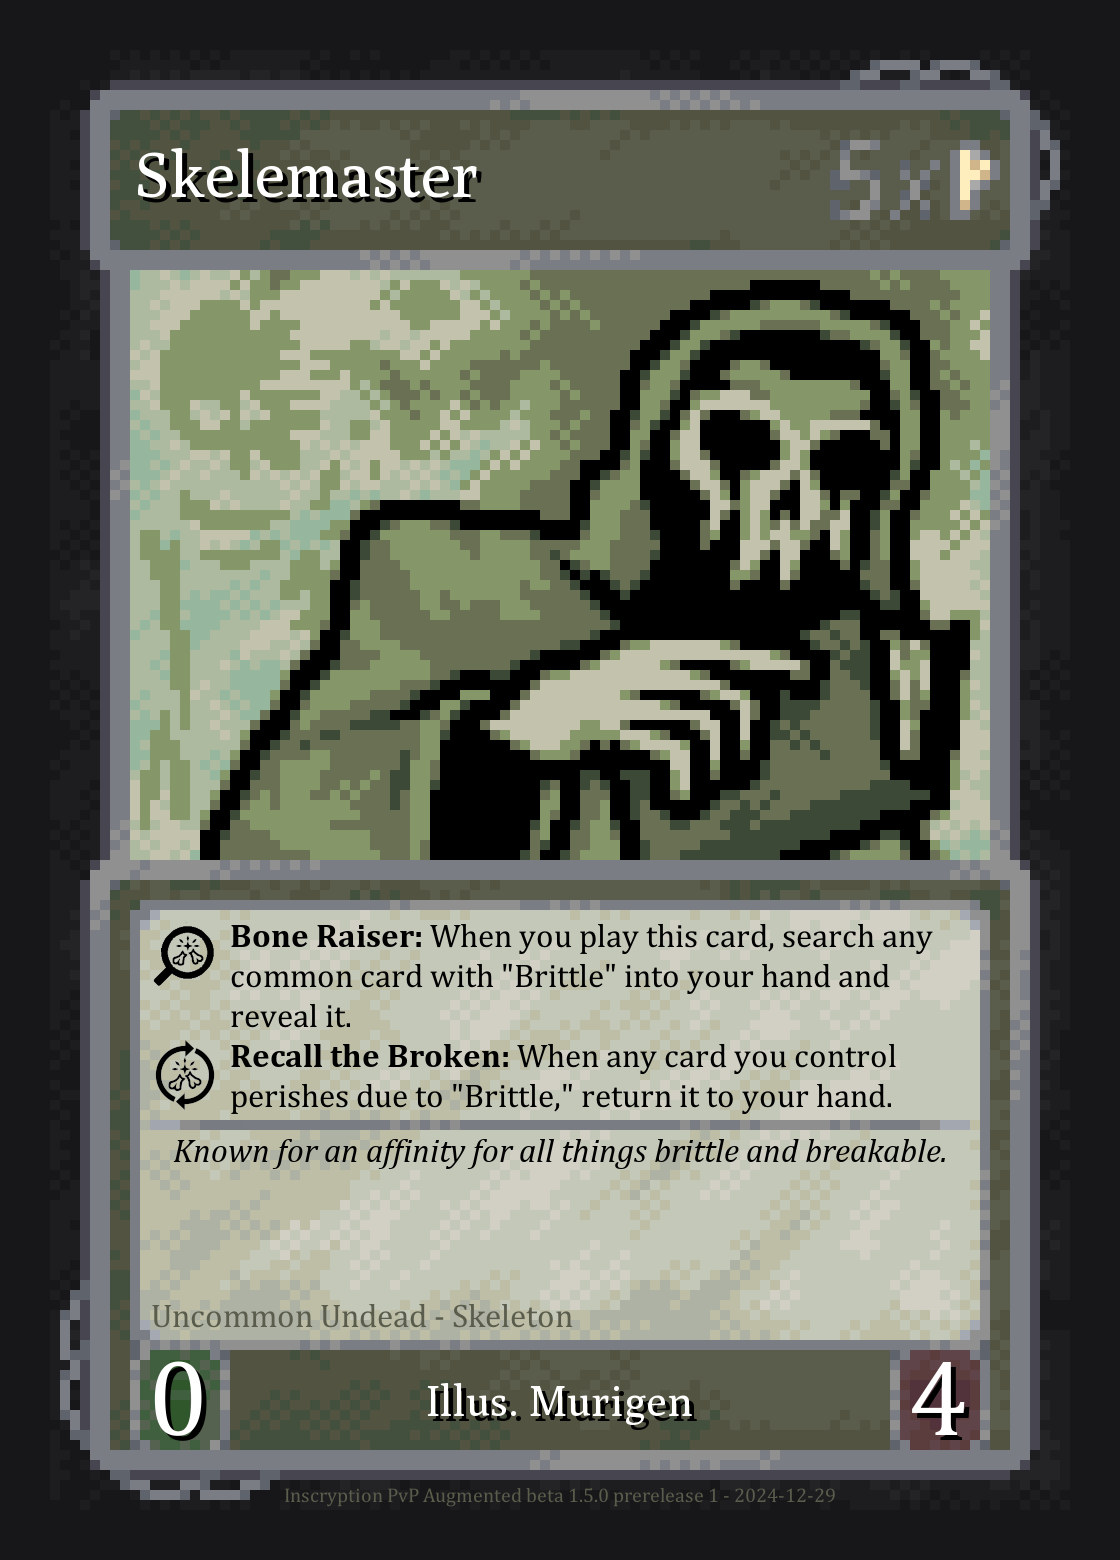 Skelemaster
5x
Bone Raiser: When you play this card, search any
common card with "Brittle" into your hand and
reveal it.
Recall the Broken: When any card you control
perishes due to "Brittle," return it to your hand.
Known for an affinity for all things brittle and breakable.
Uncommon Undead - Skeleton
0
Illus. Murigen
4
Inscryption PvP Augmented beta 1.5.0 prerelease 1 - 2024-12-29